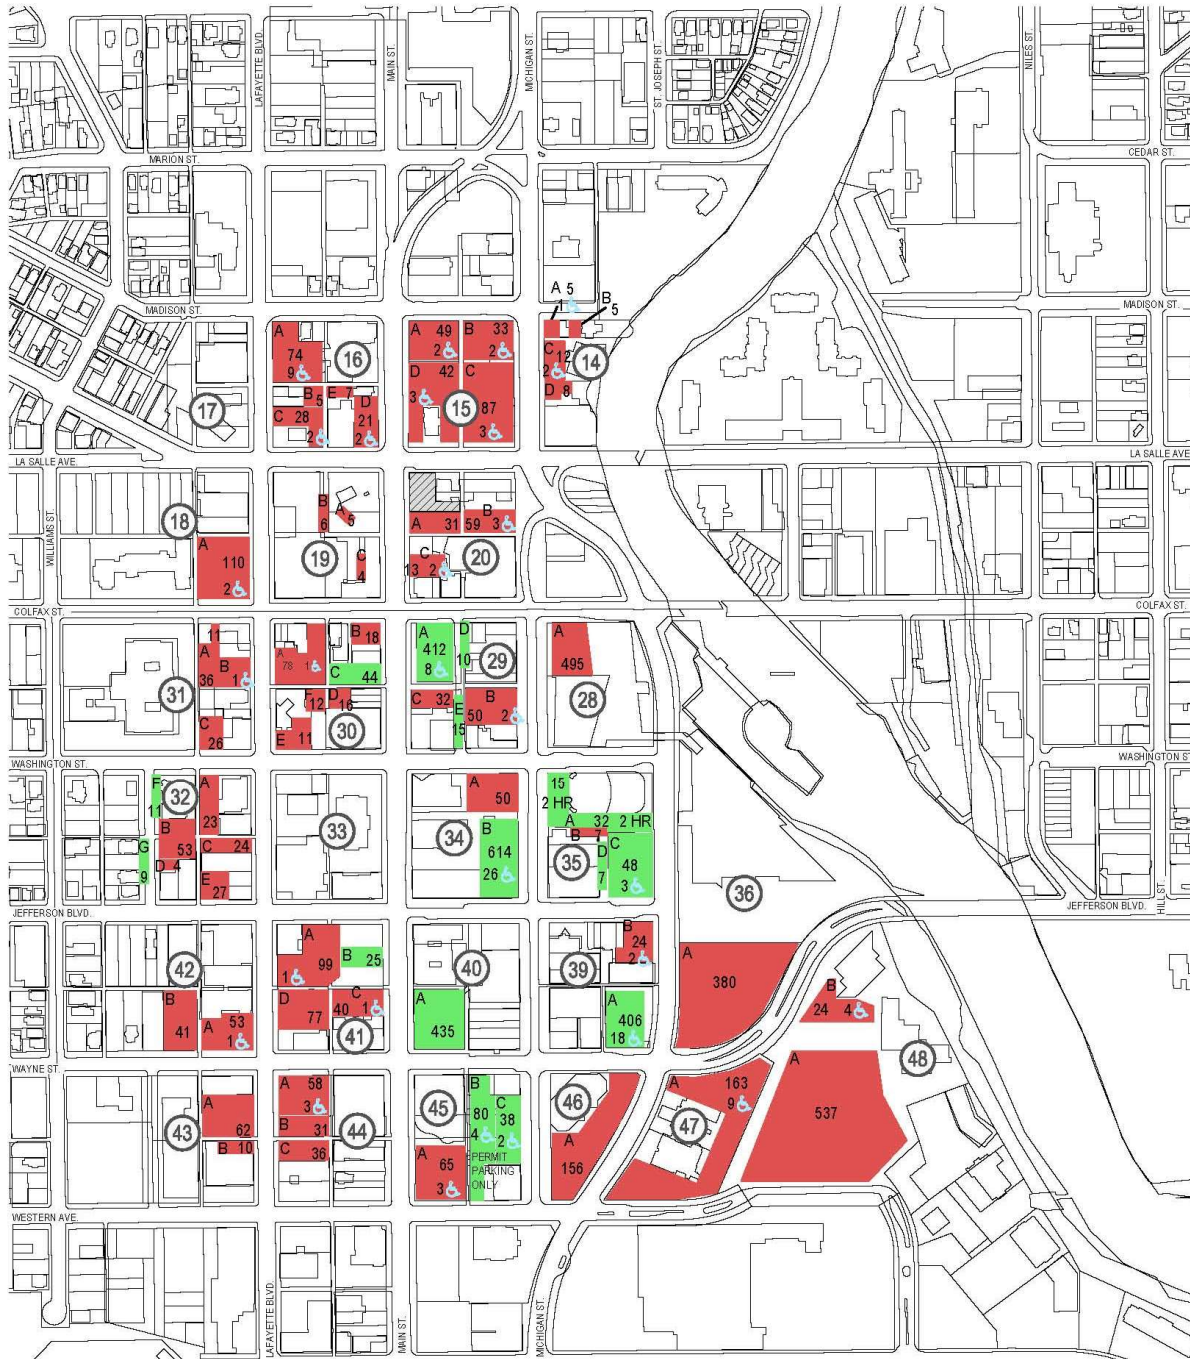 LAFAYETTE BLVD.
MAIN ST.
MICHIGAN ST.
ST. JOSEPH ST.
NILES ST.
MARION ST.
CEDAR ST.
MADISON ST.
MADISON ST.
A 5
1
B
5
C
12
2
D 8
14
A
74
9
16
B
5
C 28
2
E 7
D
21
2
A 49
2
B 33
2
D 42
3
C
87
3
15
17
LA SALLE AVE.
LA SALLE AVE
WILLIAMS ST.
18
A
110
2
B
6
A
5
19
C
4
A 31
59
B
3
20
C
13 2
COLFAX ST.
COLFAX ST.
11
A
36
B
1
31
C
26
A
78 1
B
18
C 44
F
12
D
16
E 11
30
A
412
8
D
10
29
C 32
E
15
B
50
2
A
495
28
WASHINGTON ST.
WASHINGTON ST
F
11
32
A
23
B
53
C 24
D 4
G
9
E
27
33
A
50
B
614
26
34
15
2 HR
A 32 2 HR
B 7
D
7
C
48
3
35
36
JEFFERSON BLVD.
JEFFERSON BLVD.
HILL ST.
42
B
41
A 53
1
A
99
1
B 25
D
77
C
40 1
41
40
A
435
39
B
24
2
A
406
18
A
380
B
24 4
48
WAYNE ST.
43
A
62
B 10
A 58
3
B 31
C 36
44
45
A
65
3
B
80
4
C
38
2
PERMIT
PARKING
ONLY
46
A
156
A
163
9
47
A
537
WESTERN AVE.
LAFAYETTE BLVD.
MAIN ST.
MICHIGAN ST.